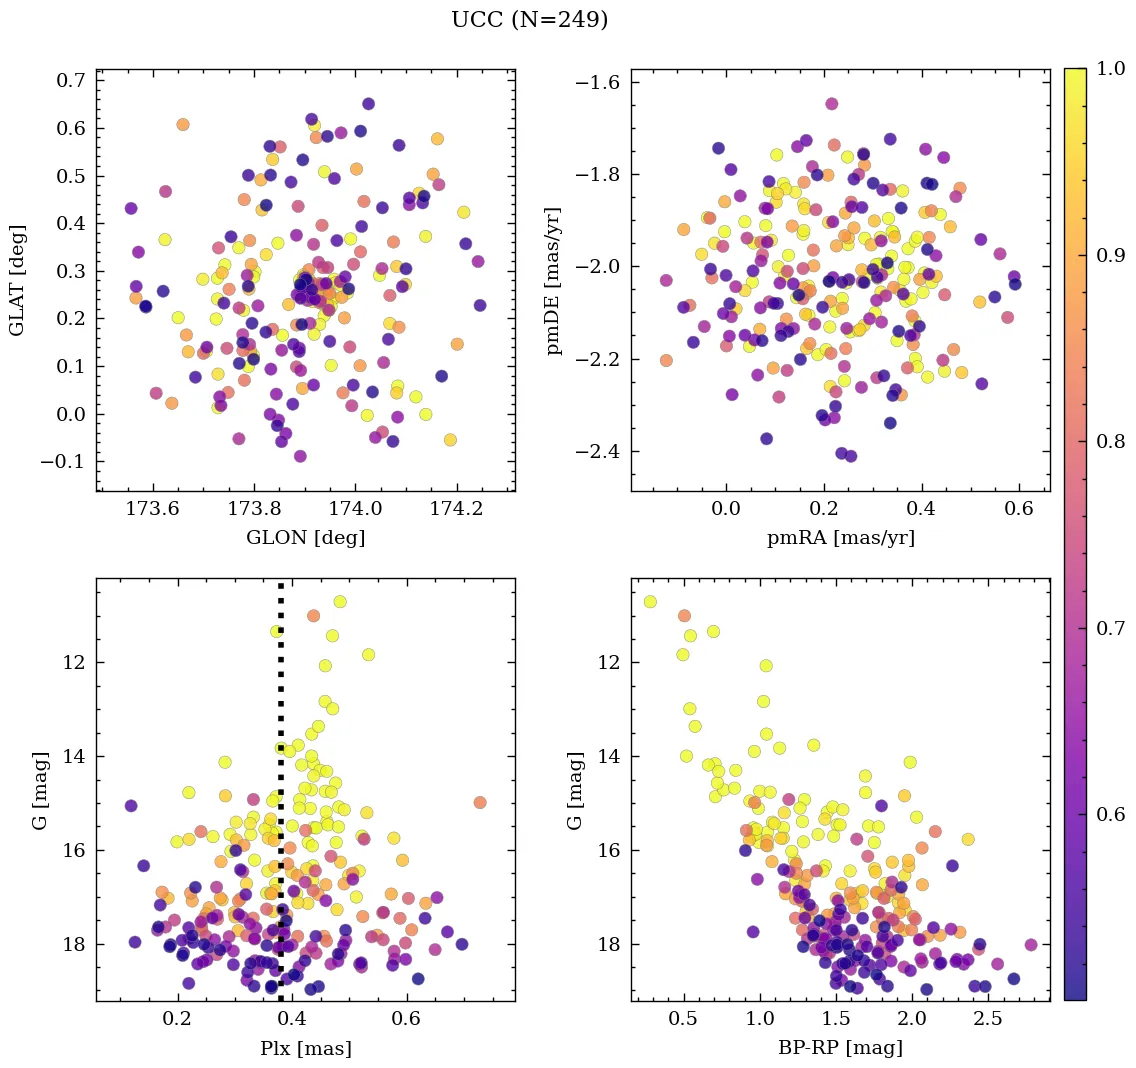 UCC (N=249)
0.7
0.6
0.5
0.4
0.3
0.2
0.1
0.0
−0.1
GLAT [deg]
173.6 173.8 174.0 174.2
GLON [deg]
−1.6
−1.8
−2.0
−2.2
−2.4
pmDE [mas/yr]
0.0 0.2 0.4 0.6
pmRA [mas/yr]
1.0
0.9
0.8
0.7
0.6
12
14
16
18
G [mag]
0.2 0.4 0.6
Plx [mas]
12
14
16
18
G [mag]
0.5 1.0 1.5 2.0 2.5
BP-RP [mag]